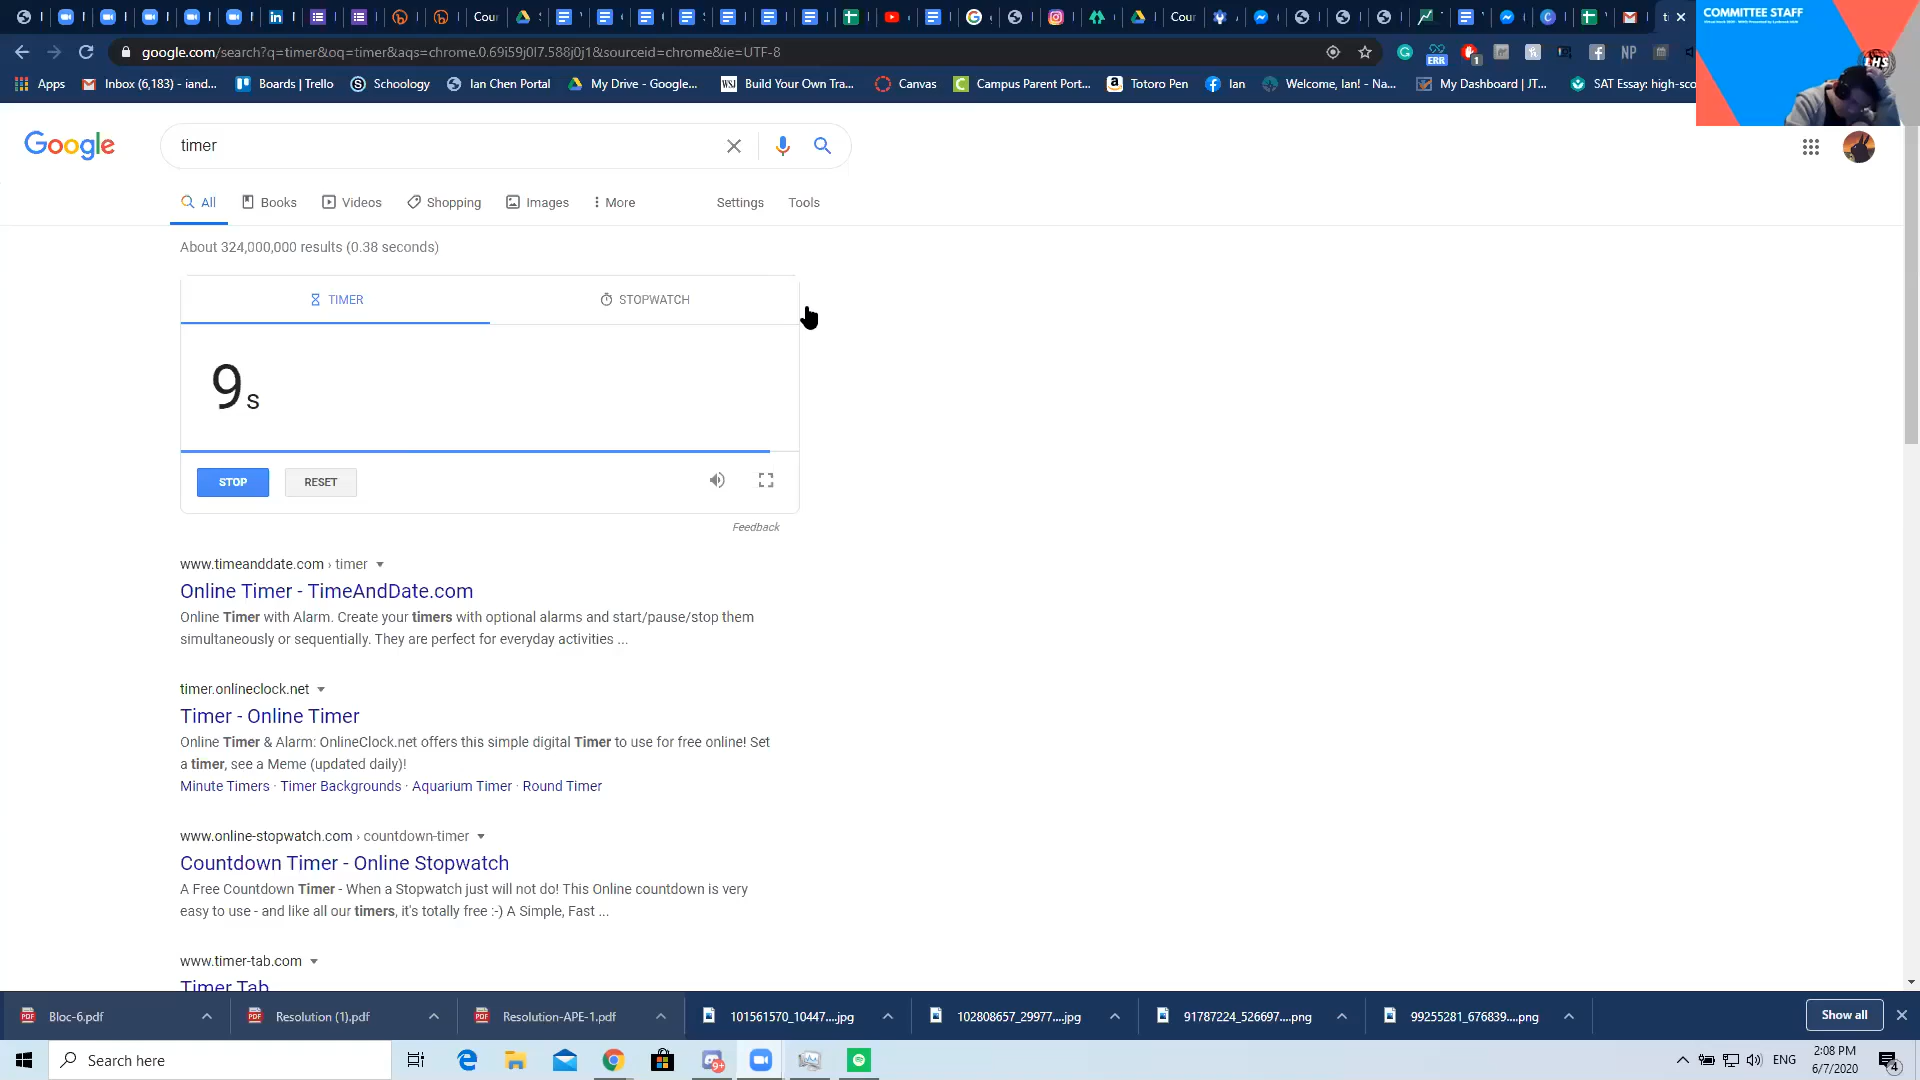 Cour
Cour
COMMITTEE STAFF
google.com/search?q=timer&oq=timer&aqs=chrome.0.69i59j0l7.588j0j1&sourceid=chrome&ie=UTF-8
ERR
1
NP
LHS
Apps
Inbox (6,183) - iand...
Boards | Trello
Schoology
Ian Chen Portal
My Drive - Google...
WSJ
Build Your Own Tra...
Canvas
Campus Parent Port...
Totoro Pen
Ian
Welcome, Ian! - Na...
My Dashboard | JT...
SAT Essay: high-sco
Google
timer
All
Books
Videos
Shopping
Images
More
Settings
Tools
About 324,000,000 results (0.38 seconds)
TIMER
STOPWATCH
9s
STOP
RESET
Feedback
www.timeanddate.com › timer
Online Timer - TimeAndDate.com
Online Timer with Alarm. Create your timers with optional alarms and start/pause/stop them
simultaneously or sequentially. They are perfect for everyday activities ...
timer.onlineclock.net
Timer - Online Timer
Online Timer & Alarm: OnlineClock.net offers this simple digital Timer to use for free online! Set
a timer, see a Meme (updated daily)!
Minute Timers · Timer Backgrounds · Aquarium Timer · Round Timer
www.online-stopwatch.com › countdown-timer
Countdown Timer - Online Stopwatch
A Free Countdown Timer - When a Stopwatch just will not do! This Online countdown is very
easy to use - and like all our timers, it's totally free :-) A Simple, Fast ...
www.timer-tab.com
Timer Tab
Bloc-6.pdf
Resolution (1).pdf
Resolution-APE-1.pdf
101561570_10447....jpg
102808657_29977....jpg
91787224_526697....png
99255281_676839....png
Show all
Search here
9+
ENG
2:08 PM
6/7/2020
4